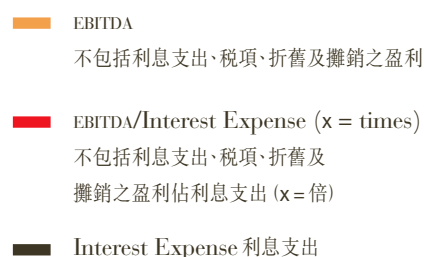 EBITDA
不包括利息支出、稅項、折舊及攤銷之盈利
EBITDA/Interest Expense (x = times)
不包括利息支出、稅項、折舊及
攤銷之盈利佔利息支出 (x = 倍)
Interest Expense 利息支出